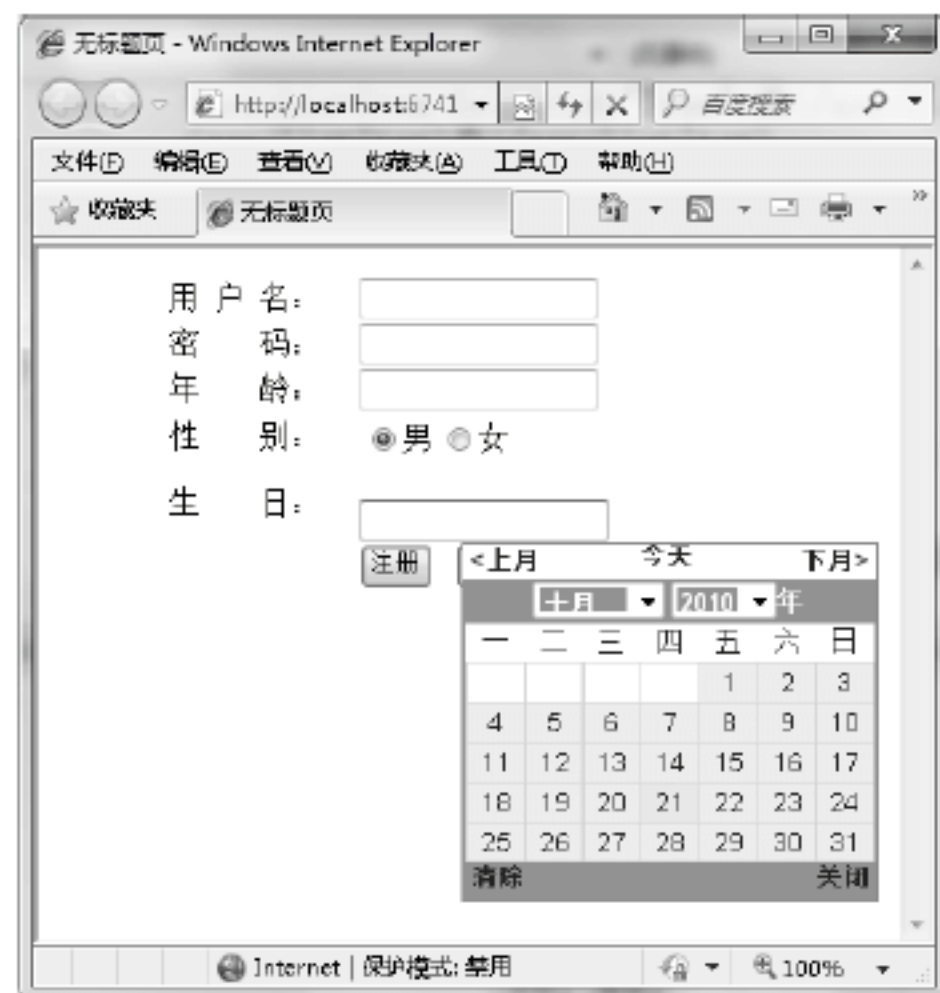 无标题页 - Windows Internet Explorer
http://localhost:6741
百度搜索
文件(F) 编辑(E) 查看(V) 收藏夹(A) 工具(T) 帮助(H)
收藏夹 无标题页
用 户 名：
密 码：
年 龄：
性 别： 男 女
生 日：
注册
<上月 今天 下月>
十月 2010 年
一 二 三 四 五 六 日
1 2 3
4 5 6 7 8 9 10
11 12 13 14 15 16 17
18 19 20 21 22 23 24
25 26 27 28 29 30 31
清除 关闭
Internet | 保护模式: 禁用 100%